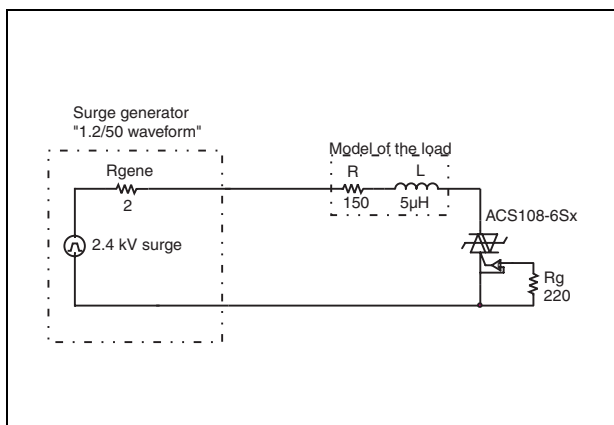 Surge generator
"1.2/50 waveform"
Model of the load
Rgene
R
L
2
150
5µH
ACS108-6Sx
2.4 kV surge
Rg
220